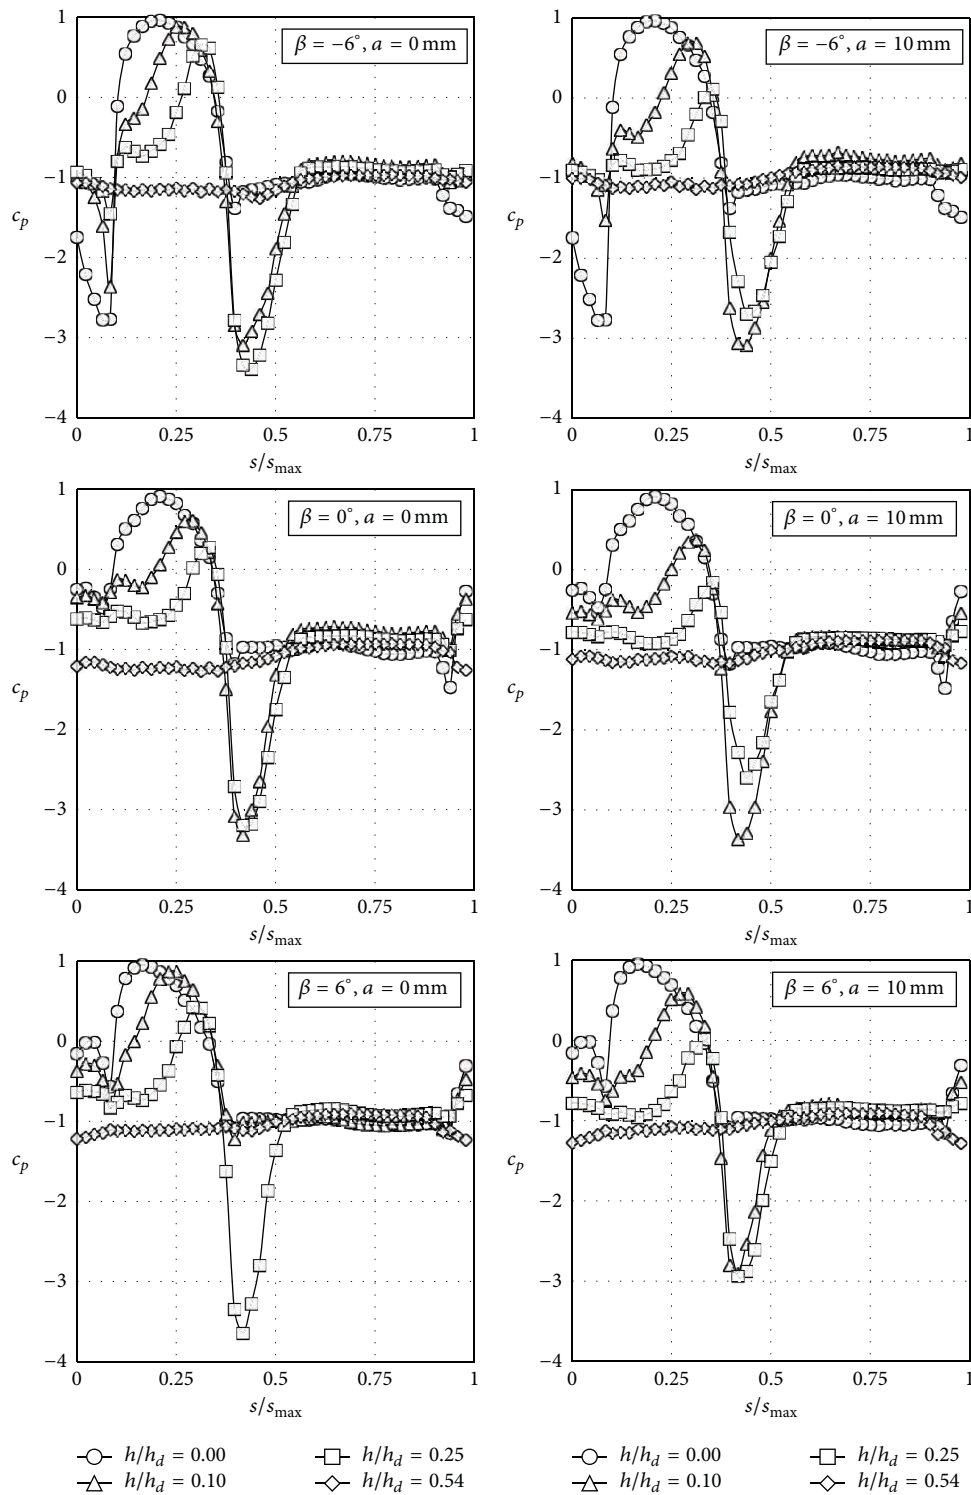 1
0
−1
−2
−3
−4
c_p
β = −6°, a = 0 mm
0 0.25 0.5 0.75 1
s/s_max
1
0
−1
−2
−3
−4
c_p
β = −6°, a = 10 mm
0 0.25 0.5 0.75 1
s/s_max
1
0
−1
−2
−3
−4
c_p
β = 0°, a = 0 mm
0 0.25 0.5 0.75 1
s/s_max
1
0
−1
−2
−3
−4
c_p
β = 0°, a = 10 mm
0 0.25 0.5 0.75 1
s/s_max
1
0
−1
−2
−3
−4
c_p
β = 6°, a = 0 mm
0 0.25 0.5 0.75 1
s/s_max
1
0
−1
−2
−3
−4
c_p
β = 6°, a = 10 mm
0 0.25 0.5 0.75 1
s/s_max
h/h_d = 0.00
h/h_d = 0.10
h/h_d = 0.25
h/h_d = 0.54
h/h_d = 0.00
h/h_d = 0.10
h/h_d = 0.25
h/h_d = 0.54